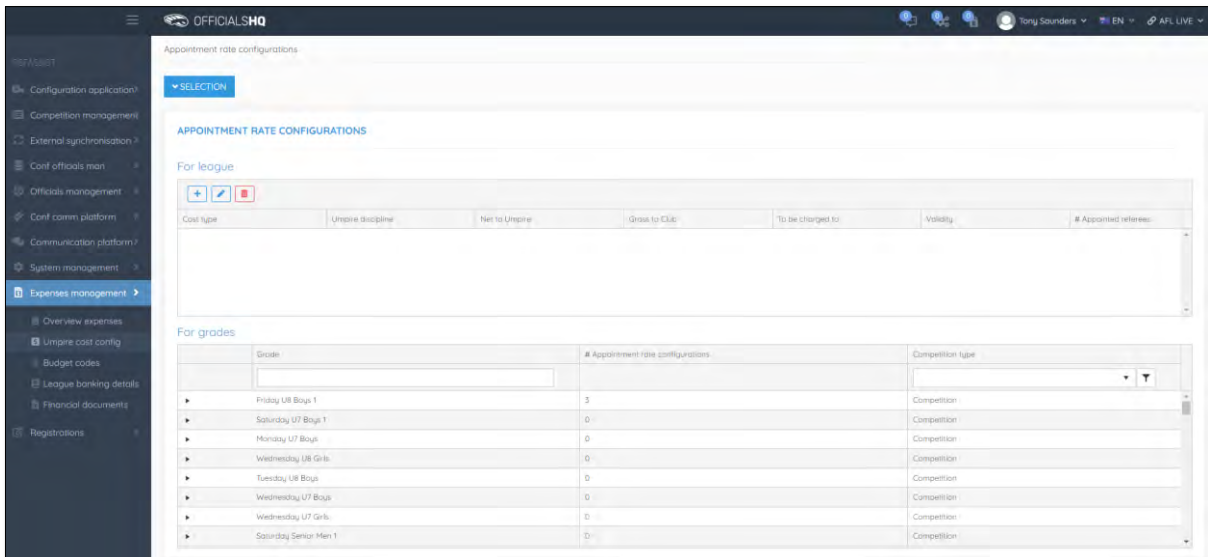 OFFICIALSHQ
Tony Saunders
EN
AFL LIVE
Appointment rate configurations
SELECTION
Configuration application
Competition management
External synchronisation
Conf officials man
Officials management
Conf comm platform
Communication platform
System management
Expenses management
Overview expenses
Umpire cost config
Budget codes
League banking details
Financial documents
Registrations
APPOINTMENT RATE CONFIGURATIONS
For league
Cost type Umpire discipline Net to Umpire Gross to Club To be charged to Validity # Appointed referees
For grades
Grade # Appointment rate configurations Competition type
Friday U8 Boys 1 3 Competition
Saturday U7 Boys 1 0 Competition
Monday U7 Boys 0 Competition
Wednesday U8 Girls 0 Competition
Tuesday U8 Boys 0 Competition
Wednesday U7 Boys 0 Competition
Wednesday U7 Girls 0 Competition
Saturday Senior Men 1 0 Competition